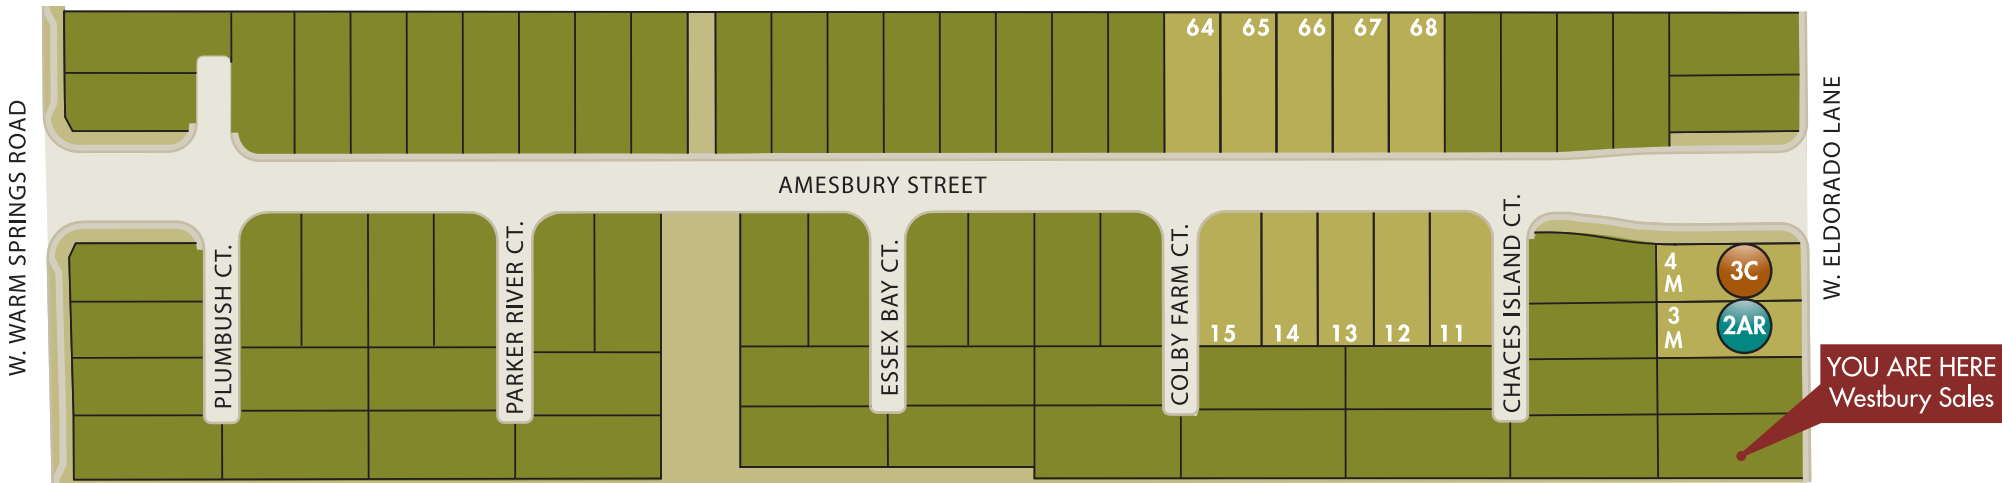 64 65 66 67 68
W. WARM SPRINGS ROAD
AMESBURY STREET
W. ELDORADO LANE
PLUMBUSH CT.
PARKER RIVER CT.
ESSEX BAY CT.
COLBY FARM CT.
CHACES ISLAND CT.
15 14 13 12 11
4
M
3C
3
M
2AR
YOU ARE HERE
Westbury Sales